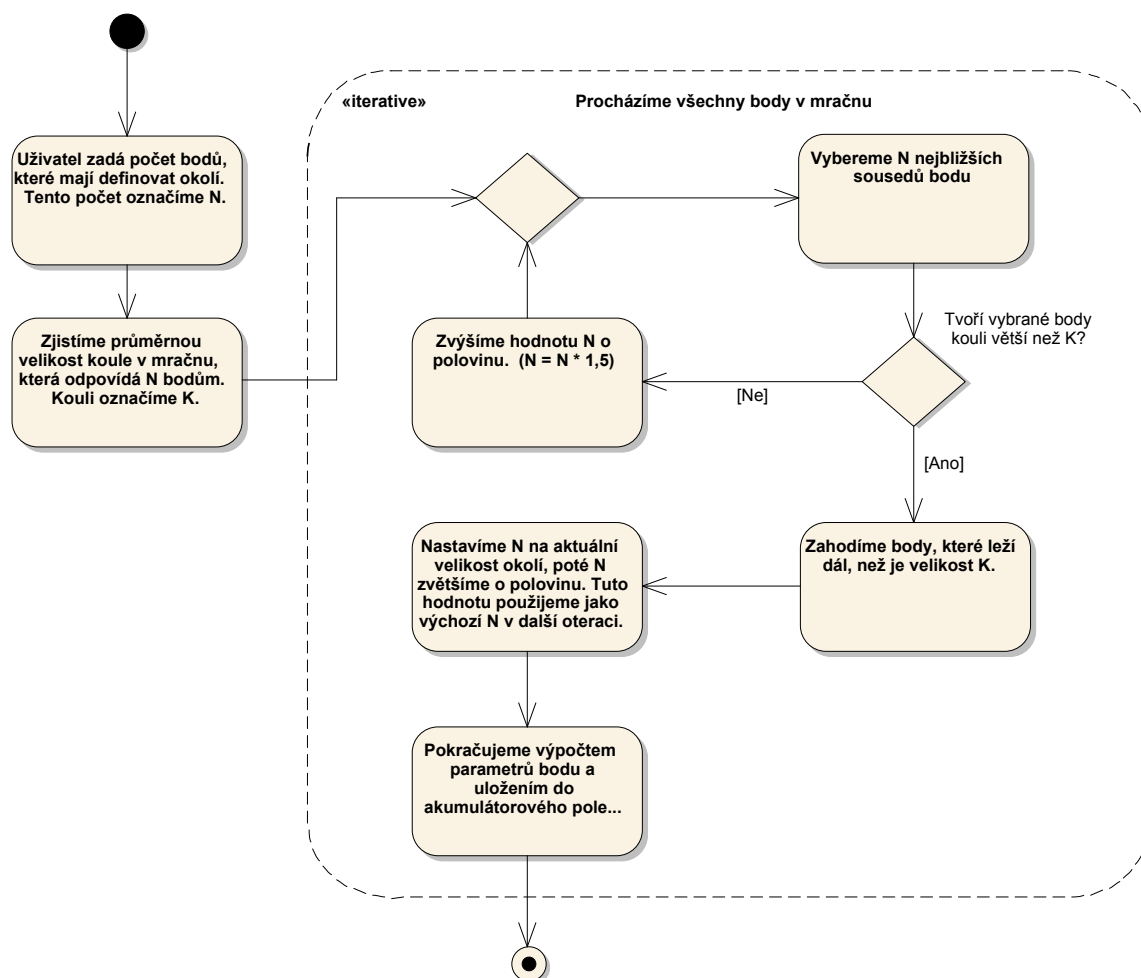 «iterative»
Procházíme všechny body v mračnu
Uživatel zadá počet bodů,
které mají definovat okolí.
Tento počet označíme N.
Vybereme N nejbližších
sousedů bodu
Zjistíme průměrnou
velikost koule v mračnu,
která odpovídá N bodům.
Kouli označíme K.
Zvýšíme hodnotu N o
polovinu. (N = N * 1,5)
Tvoří vybrané body
kouli větší než K?
[Ne]
[Ano]
Zahodíme body, které leží
dál, než je velikost K.
Nastavíme N na aktuální
velikost okolí, poté N
zvětšíme o polovinu. Tuto
hodnotu použijeme jako
výchozí N v další oteraci.
Pokračujeme výpočtem
parametrů bodu a
uložením do
akumulátorového pole...